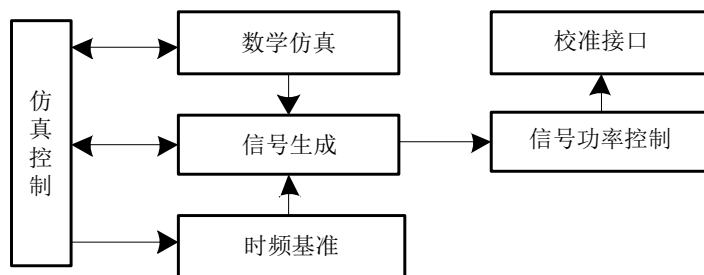 仿真控制
数学仿真
校准接口
信号生成
信号功率控制
时频基准